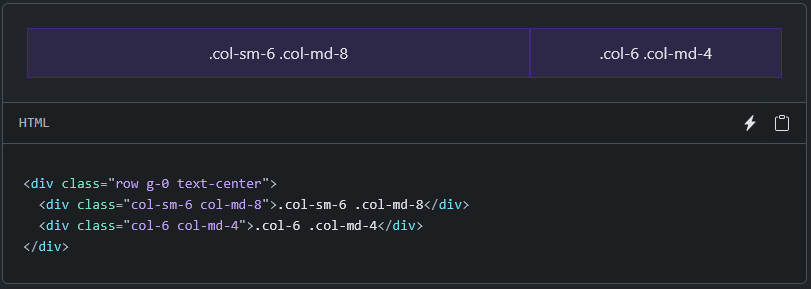 .col-sm-6 .col-md-8 .col-6 .col-md-4
HTML
<div class="row g-0 text-center">
  <div class="col-sm-6 col-md-8">.col-sm-6 .col-md-8</div>
  <div class="col-6 col-md-4">.col-6 .col-md-4</div>
</div>